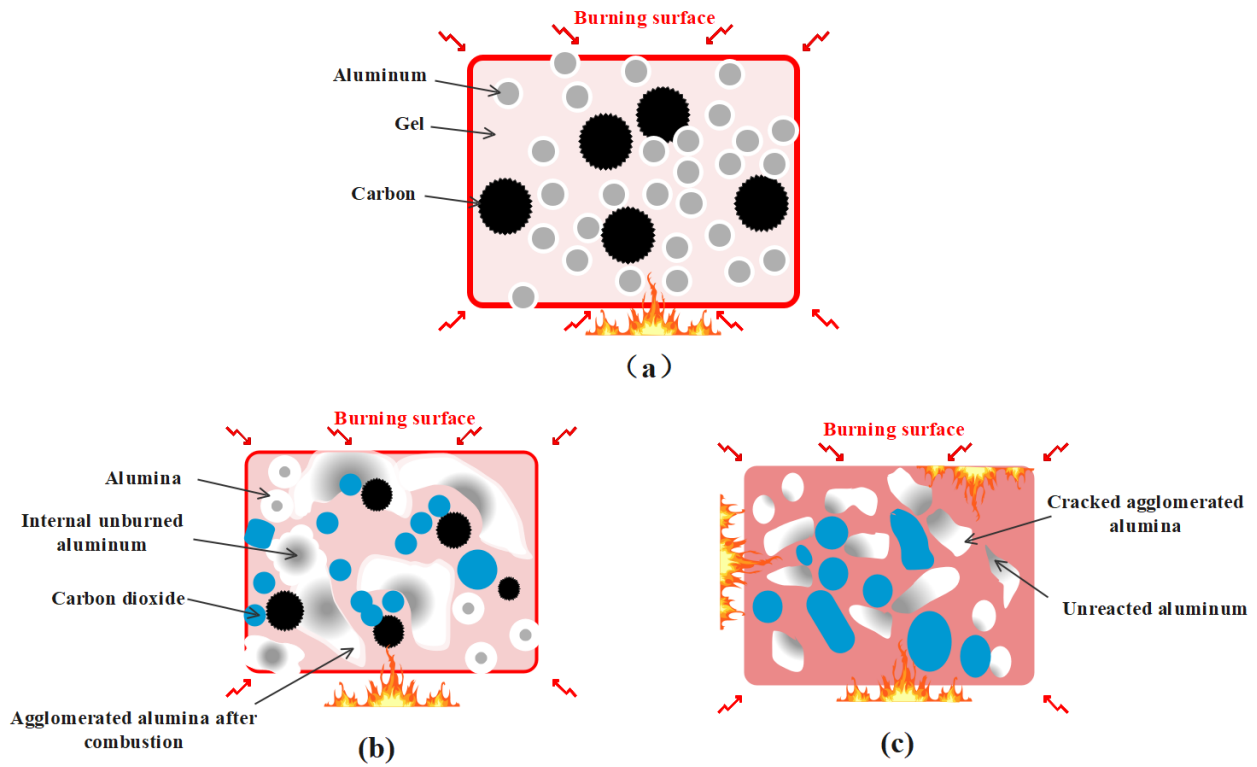 Burning surface
Aluminum
Gel
Carbon
（a）
Burning surface
Alumina
Internal unburned
aluminum
Carbon dioxide
Agglomerated alumina after
combustion
(b)
Burning surface
Cracked agglomerated
alumina
Unreacted aluminum
(c)